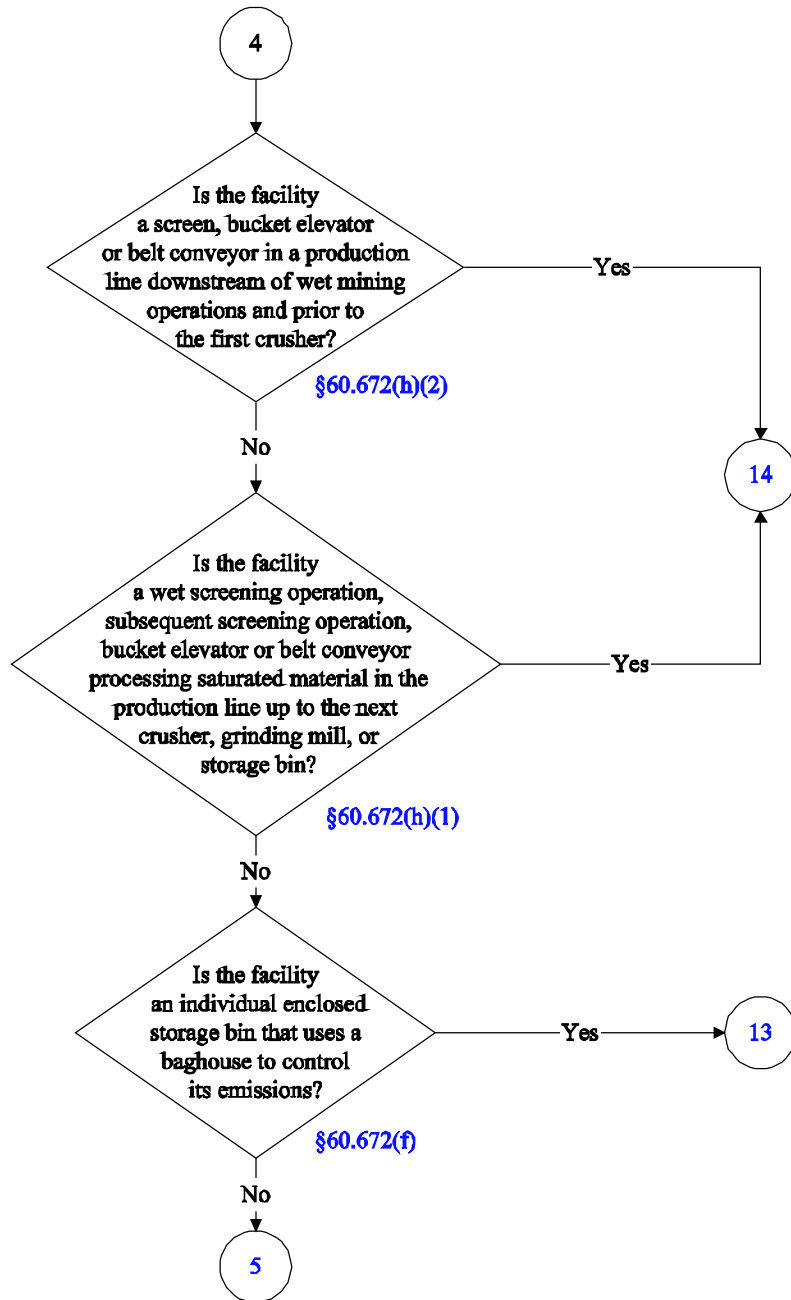 4
Is the facility
a screen, bucket elevator
or belt conveyor in a production
line downstream of wet mining
operations and prior to
the first crusher?
Yes
§60.672(h)(2)
No
14
Is the facility
a wet screening operation,
subsequent screening operation,
bucket elevator or belt conveyor
processing saturated material in the
production line up to the next
crusher, grinding mill, or
storage bin?
Yes
§60.672(h)(1)
No
Is the facility
an individual enclosed
storage bin that uses a
baghouse to control
its emissions?
Yes
13
§60.672(f)
No
5